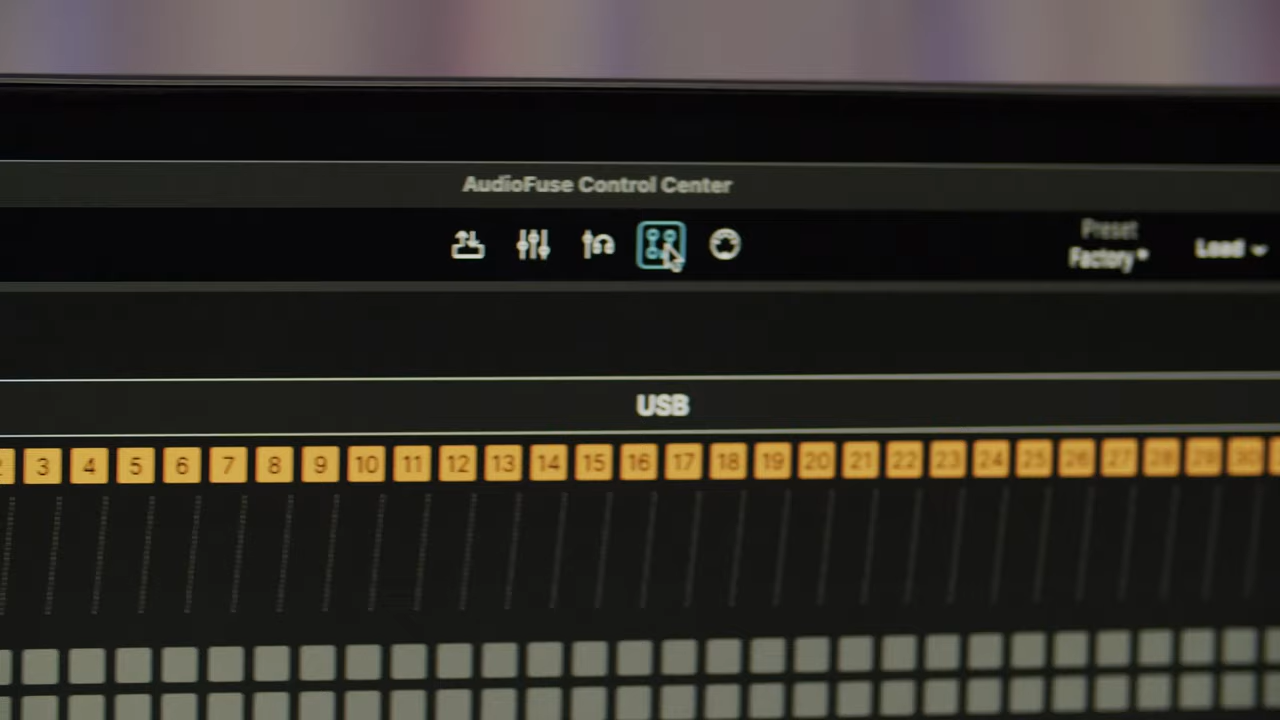 AudioFuse Control Center
Preset
Factory*
Load
USB
3 4 5 6 7 8 9 10 11 12 13 14 15 16 17 18 19 20 21 22 23 24 25 26 27 28 29 30